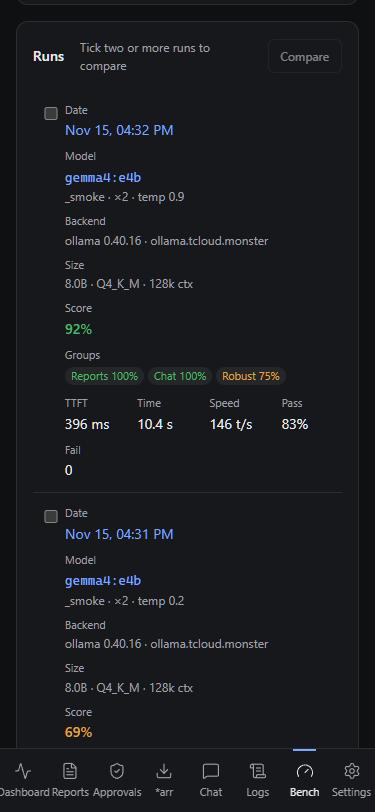 Runs
Tick two or more runs to
compare
Compare
Date
Nov 15, 04:32 PM
Model
gemma4:e4b
_smoke · ×2 · temp 0.9
Backend
ollama 0.40.16 · ollama.tcloud.monster
Size
8.0B · Q4_K_M · 128k ctx
Score
92%
Groups
Reports 100% Chat 100% Robust 75%
TTFT Time Speed Pass
396 ms 10.4 s 146 t/s 83%
Fail
0
Date
Nov 15, 04:31 PM
Model
gemma4:e4b
_smoke · ×2 · temp 0.2
Backend
ollama 0.40.16 · ollama.tcloud.monster
Size
8.0B · Q4_K_M · 128k ctx
Score
69%
Dashboard Reports Approvals *arr Chat Logs Bench Settings